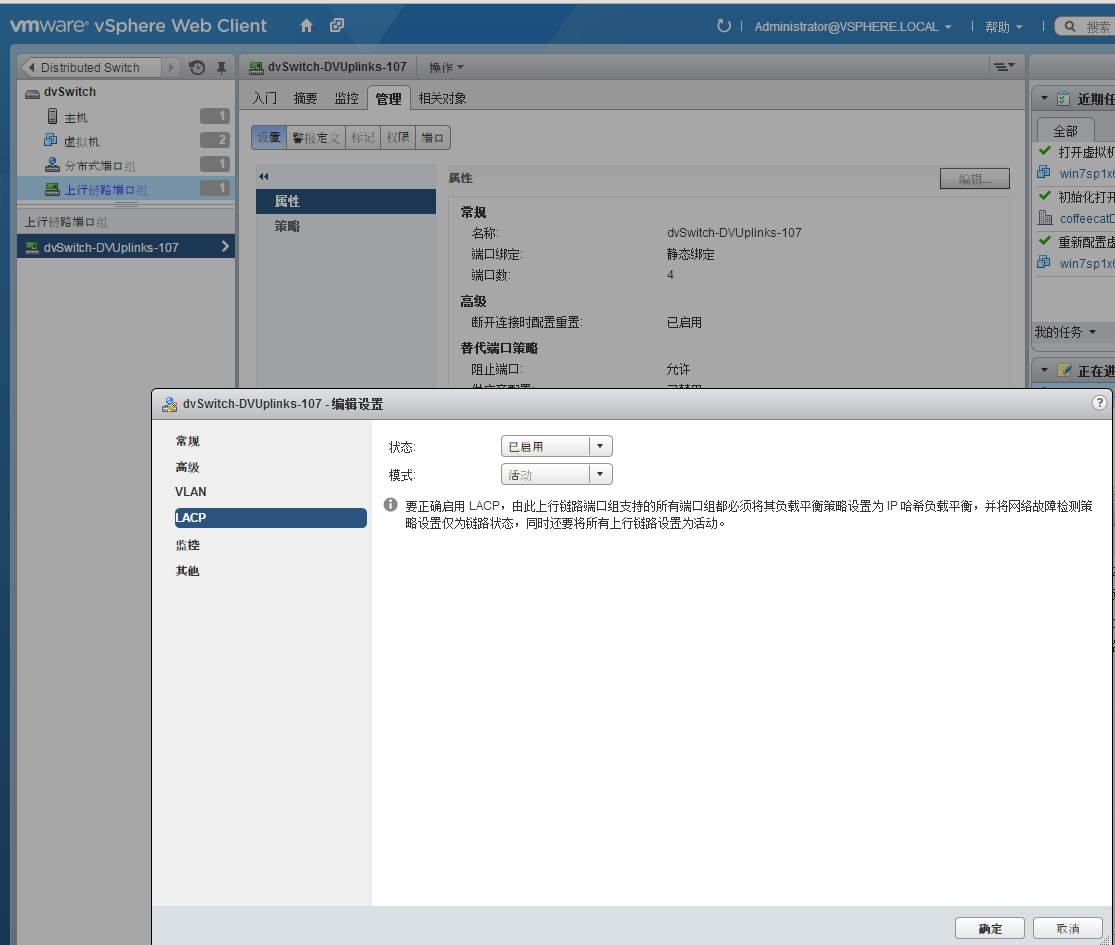 vmware® vSphere Web Client
Administrator@VSPHERE.LOCAL
帮助
搜索
Distributed Switch
dvSwitch
主机 1
虚拟机 2
分布式端口组 1
上行链路端口组 1
上行链路端口组
dvSwitch-DVUplinks-107
dvSwitch-DVUplinks-107 操作
入门 摘要 监控 管理 相关对象
设置 警报定义 标记 权限 端口
属性
策略
属性
编辑...
常规
名称: dvSwitch-DVUplinks-107
端口绑定: 静态绑定
端口数: 4
高级
断开连接时配置重置: 已启用
替代端口策略
阻止端口: 允许
近期任
全部
打开虚拟机
win7sp1x6
初始化打开
coffeecatD
重新配置虚
win7sp1x6
我的任务
正在进
dvSwitch-DVUplinks-107 - 编辑设置
常规
高级
VLAN
LACP
监控
其他
状态: 已启用
模式: 活动
要正确启用 LACP，由此上行链路端口组支持的所有端口组都必须将其负载平衡策略设置为 IP 哈希负载平衡，并将网络故障检测策
略设置仅为链路状态，同时还要将所有上行链路设置为活动。
确定 取消